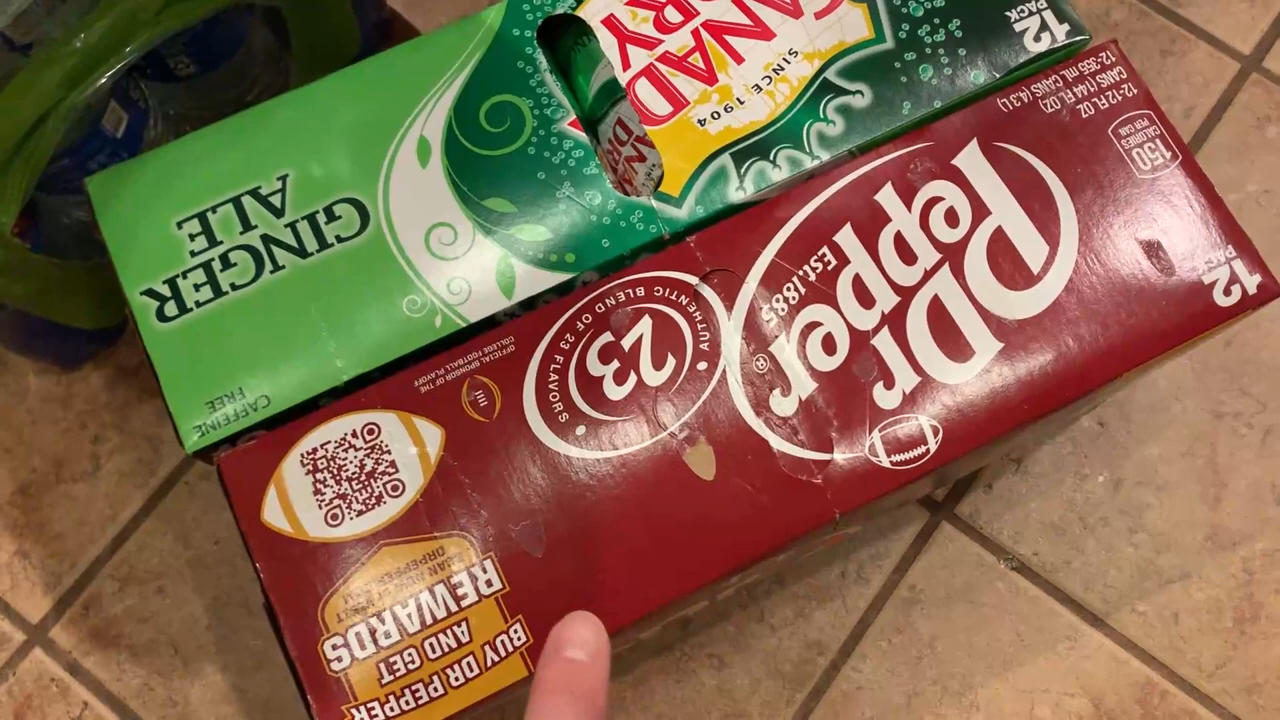 CANADA
DRY
SINCE 1904
12
PACK
GINGER
ALE
CAFFEINE
FREE
12-12 FL OZ
CANS (144 FL OZ)
12-355 mL CANS (4.3 L)
150
CALORIES
PER CAN
12
PACK
Dr
Pepper
®
Est.1885
AUTHENTIC BLEND OF 23 FLAVORS
23
OFFICIAL SPONSOR OF THE
COLLEGE FOOTBALL PLAYOFF
BUY DR PEPPER
AND GET
REWARDS